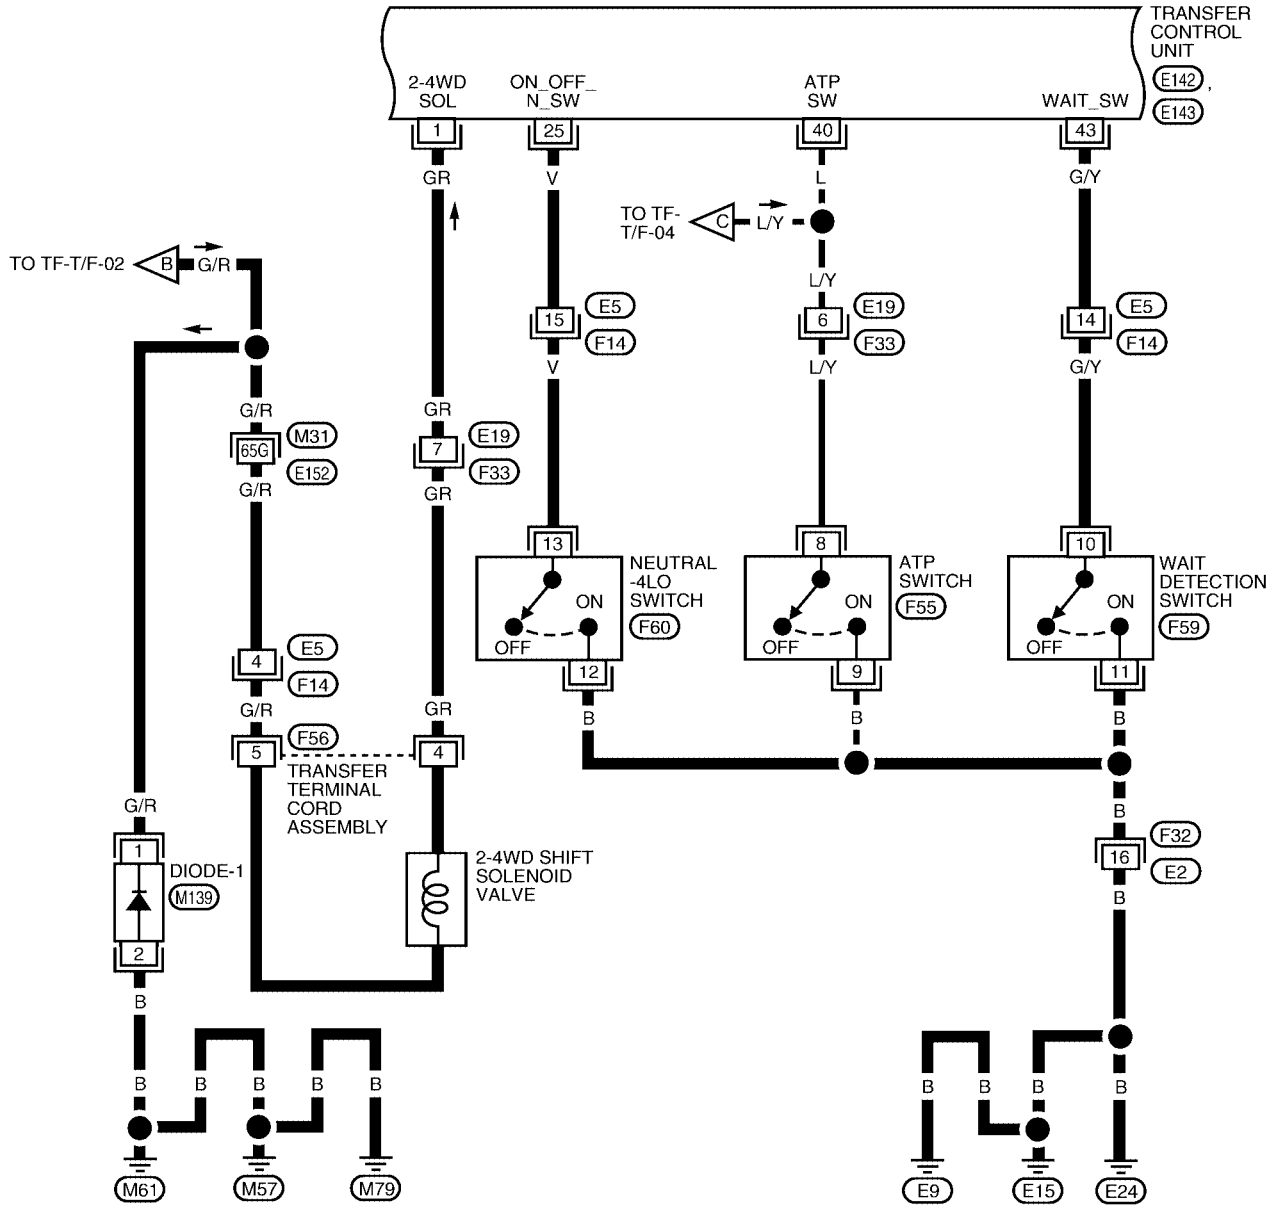 TRANSFER
CONTROL
UNIT
E142 ,
E143
2-4WD
SOL
ON_OFF_
N_SW
ATP
SW
WAIT_SW
1
25
40
43
GR
V
L
G/Y
TO TF-
T/F-04
C
L/Y
TO TF-T/F-02
B
G/R
L/Y
15
E5
F14
6
E19
F33
14
E5
F14
V
L/Y
G/Y
G/R
GR
65G
M31
E152
7
E19
F33
G/R
GR
13
8
10
NEUTRAL
-4LO
SWITCH
F60
ON
OFF
ATP
SWITCH
F55
ON
OFF
WAIT
DETECTION
SWITCH
F59
ON
OFF
4
E5
F14
12
9
11
G/R
GR
B
B
B
5
F56
4
TRANSFER
TERMINAL
CORD
ASSEMBLY
G/R
B
1
DIODE-1
M139
2
2-4WD SHIFT
SOLENOID
VALVE
16
F32
E2
B
B
B
B
B
B
B
B
B
B
B
M61
M57
M79
E9
E15
E24